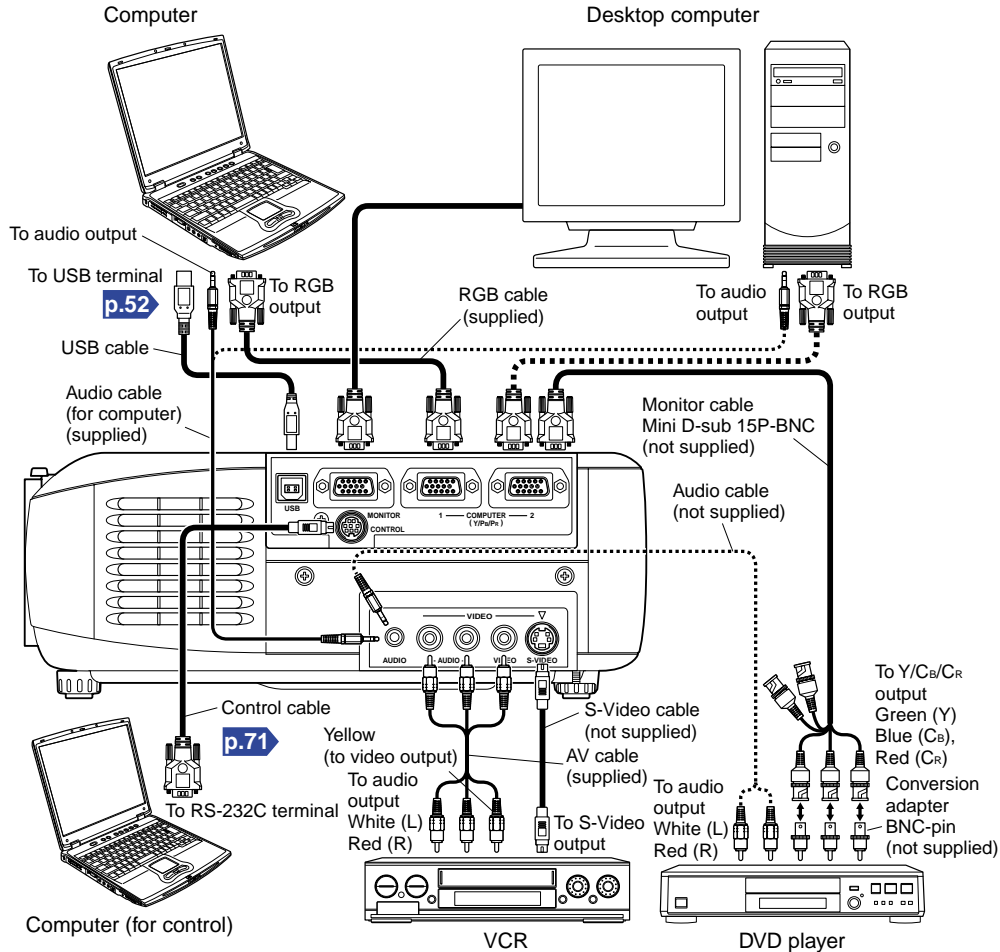 Computer
Desktop computer
To audio output
To USB terminal
p.52
To RGB
output
RGB cable
(supplied)
To audio
output
To RGB
output
USB cable
Audio cable
(for computer)
(supplied)
Monitor cable
Mini D-sub 15P-BNC
(not supplied)
Audio cable
(not supplied)
USB
MONITOR
CONTROL
1 — COMPUTER — 2
( Y/PB/PR )
VIDEO
AUDIO
- AUDIO -
VIDEO
S-VIDEO
Control cable
p.71
To RS-232C terminal
Yellow
(to video output)
To audio
output
White (L)
Red (R)
S-Video cable
(not supplied)
AV cable
(supplied)
To S-Video
output
To audio
output
White (L)
Red (R)
To Y/CB/CR
output
Green (Y)
Blue (CB),
Red (CR)
Conversion
adapter
BNC-pin
(not supplied)
Computer (for control)
VCR
DVD player